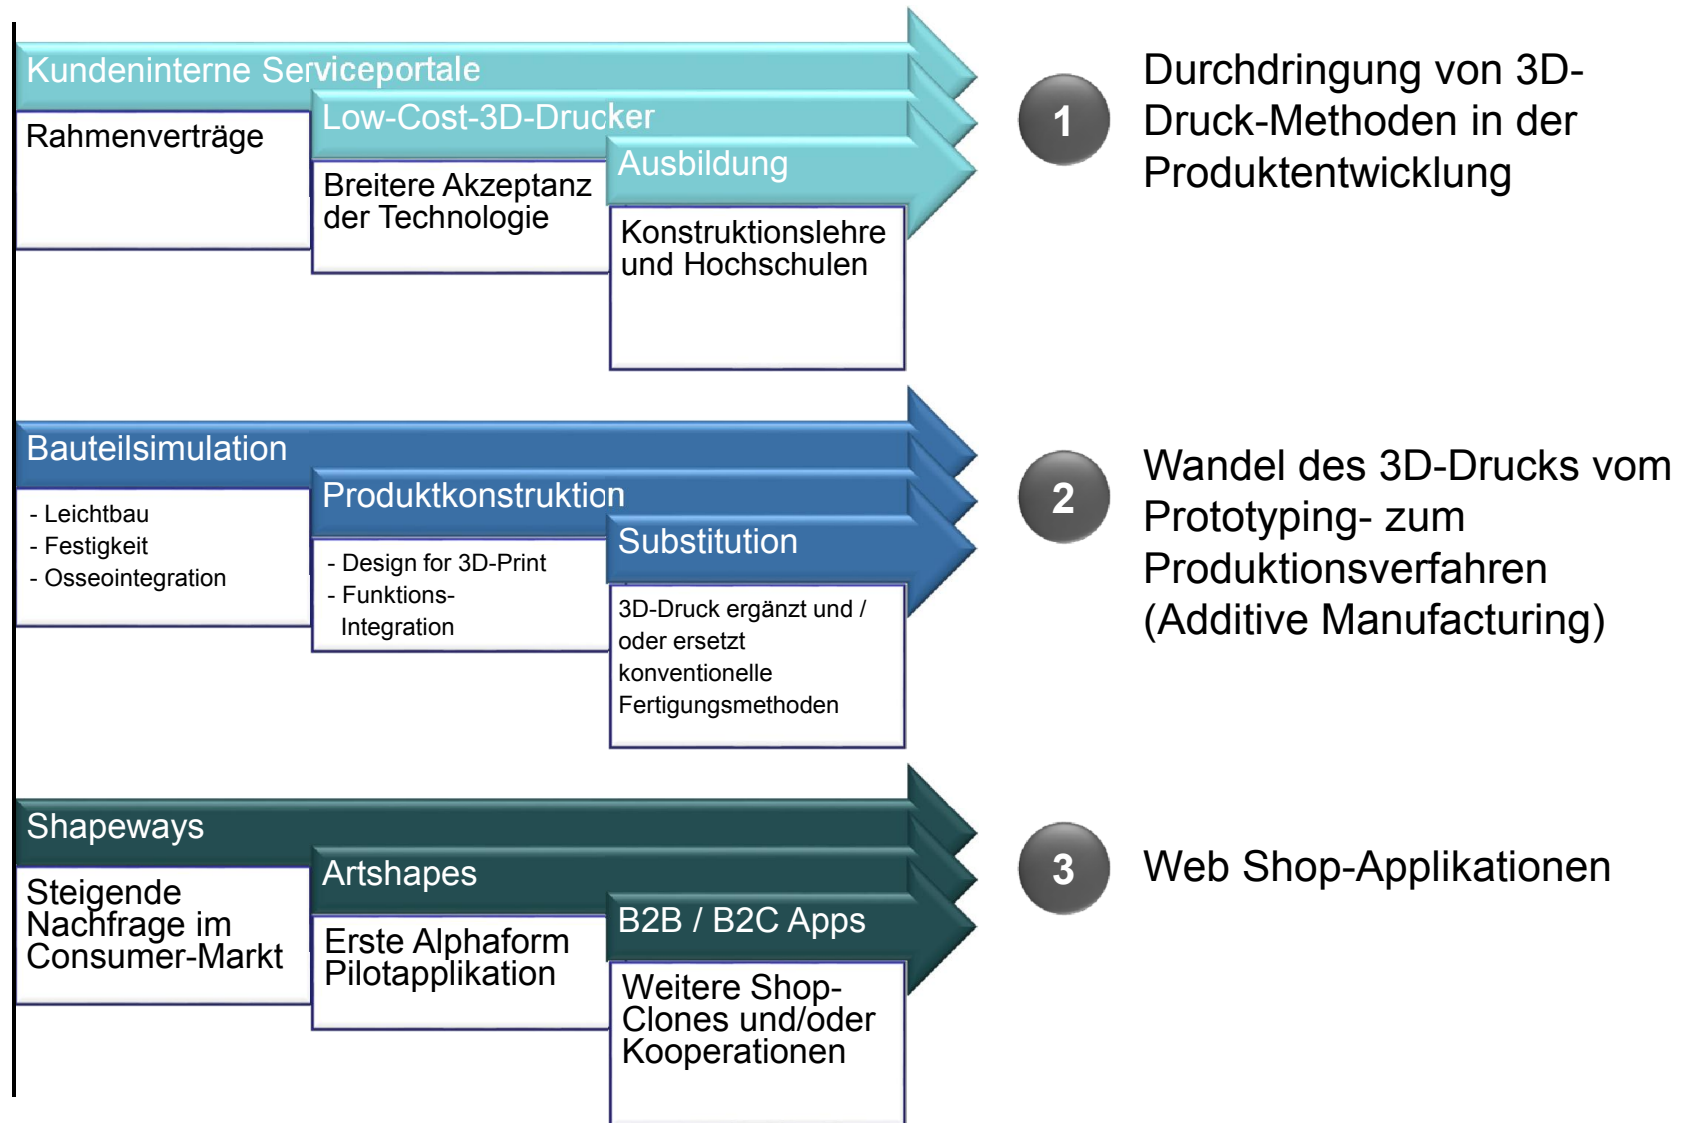 Kundeninterne Serviceportale
Rahmenverträge
Low-Cost-3D-Drucker
Breitere Akzeptanz
der Technologie
Ausbildung
Konstruktionslehre
und Hochschulen
1
Durchdringung von 3D-
Druck-Methoden in der
Produktentwicklung
Bauteilsimulation
- Leichtbau
- Festigkeit
- Osseointegration
Produktkonstruktion
- Design for 3D-Print
- Funktions-
Integration
Substitution
3D-Druck ergänzt und /
oder ersetzt
konventionelle
Fertigungsmethoden
2
Wandel des 3D-Drucks vom
Prototyping- zum
Produktionsverfahren
(Additive Manufacturing)
Shapeways
Steigende
Nachfrage im
Consumer-Markt
Artshapes
Erste Alphaform
Pilotapplikation
B2B / B2C Apps
Weitere Shop-
Clones und/oder
Kooperationen
3
Web Shop-Applikationen